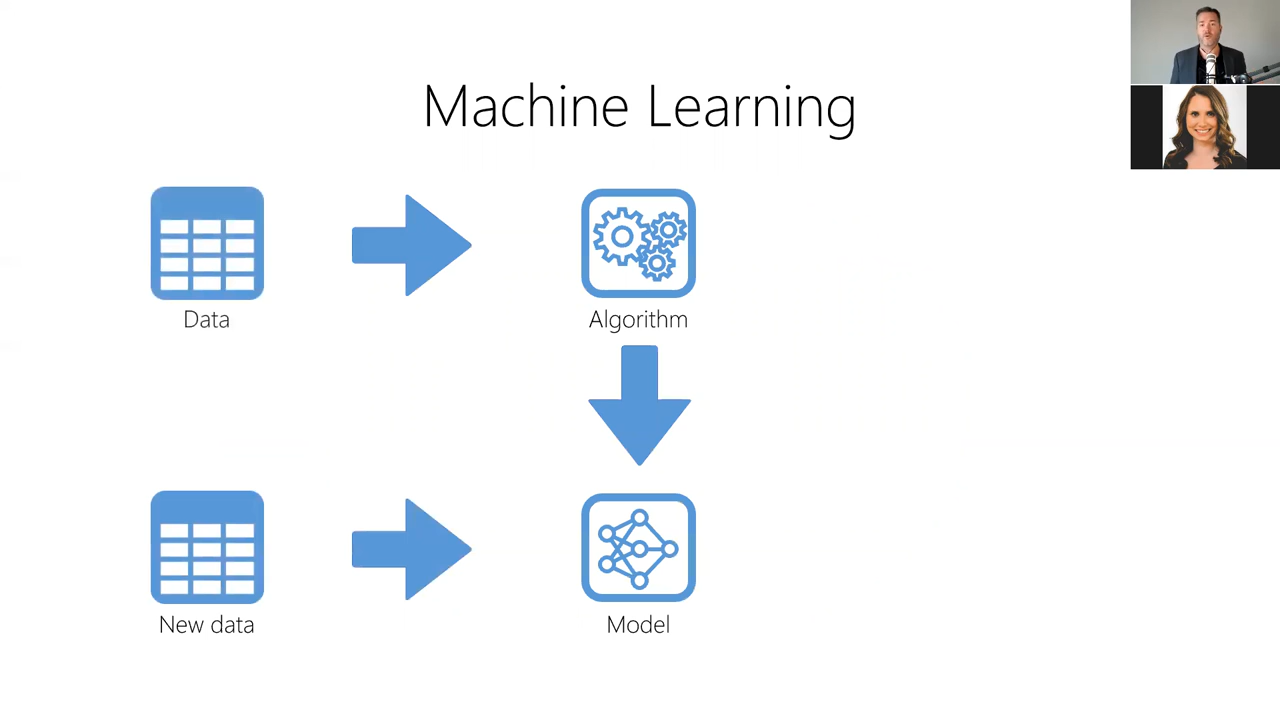 Machine Learning
Data
Algorithm
New data
Model